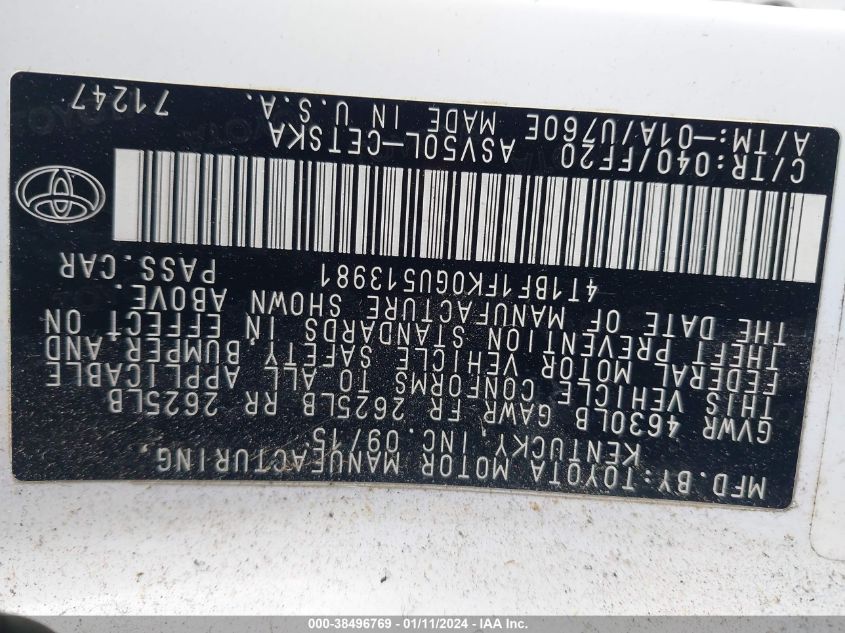 MFD.BY:TOYOTA MOTOR MANUFACTURING,
KENTUCKY, INC. 09/15
GVWR 4630LB GAWR FR 2625LB RR 2625LB
THIS VEHICLE CONFORMS TO ALL APPLICABLE
FEDERAL MOTOR VEHICLE SAFETY BUMPER AND
THEFT PREVENTION STANDARDS IN EFFECT ON
THE DATE OF MANUFACTURE SHOWN ABOVE.
4T1BF1FK0GU513981 PASS.CAR
C/TR:040/FF20 ASV50L-CETSKA
A/TM:-01A/U760E MADE IN U.S.A. 71247
000-38496769 - 01/11/2024 - IAA Inc.